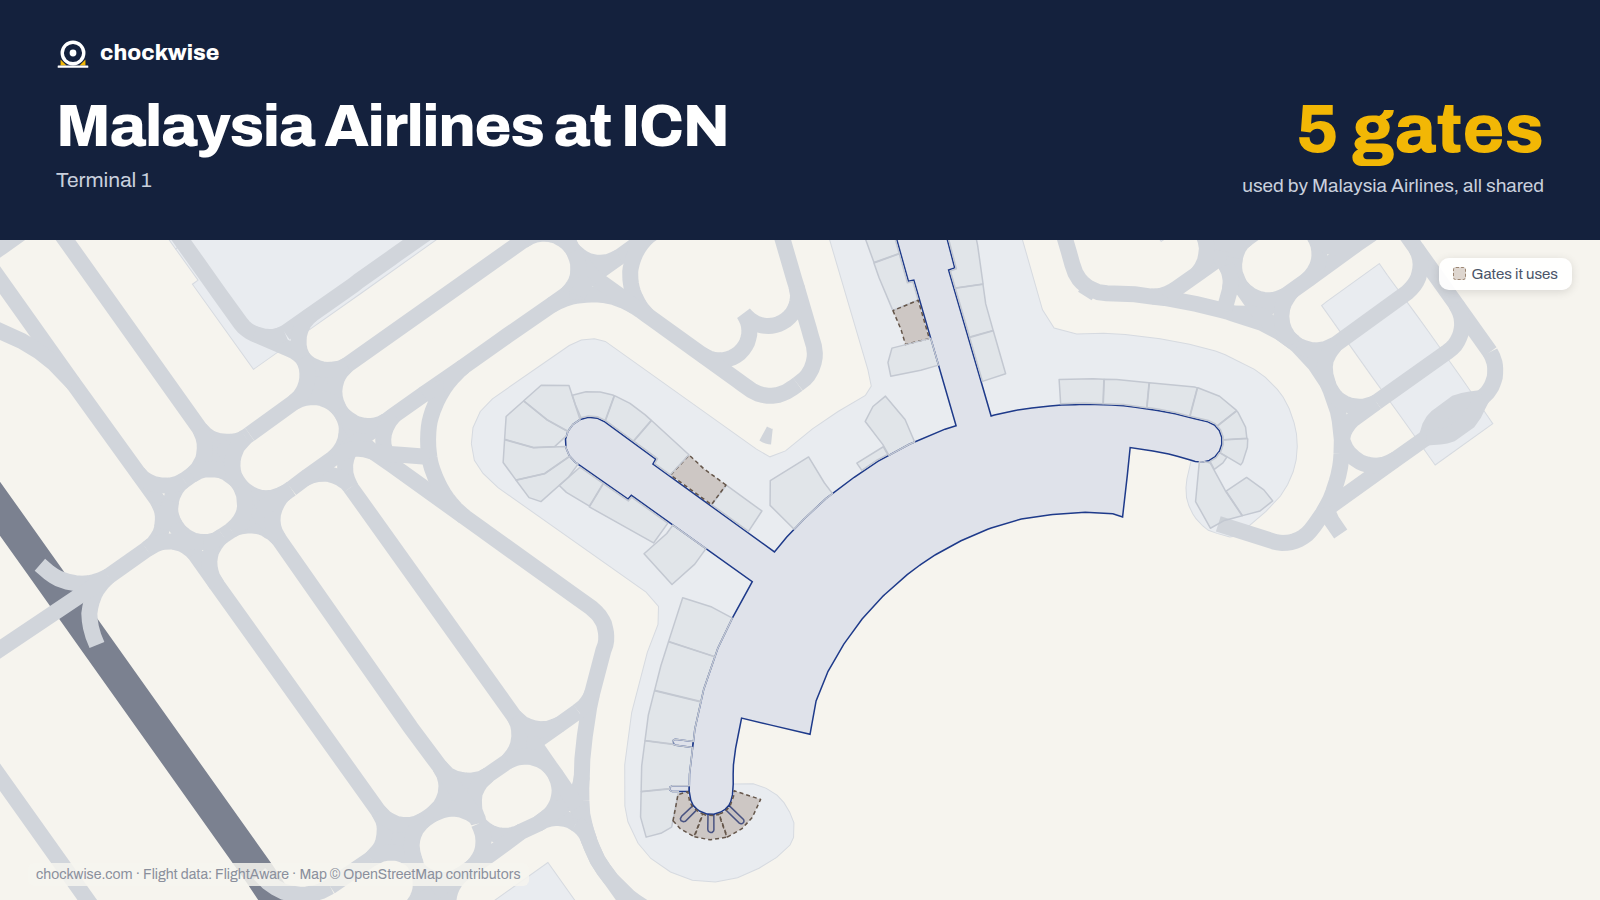 chockwise
Malaysia Airlines at ICN
Terminal 1
5 gates
used by Malaysia Airlines, all shared
Gates it uses
chockwise.com · Flight data: FlightAware · Map © OpenStreetMap contributors